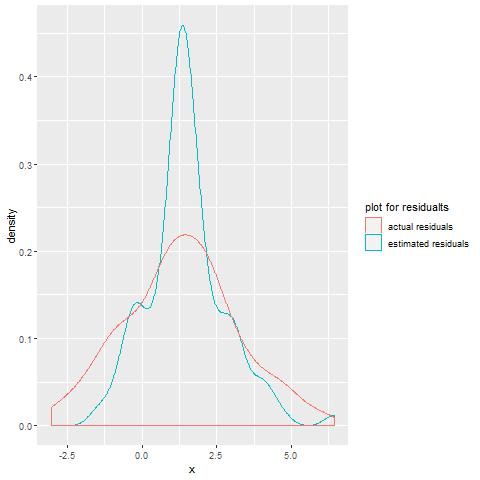 0.4
0.3
0.2
0.1
0.0
density
-2.5
0.0
2.5
5.0
x
plot for residualts
actual residuals
estimated residuals